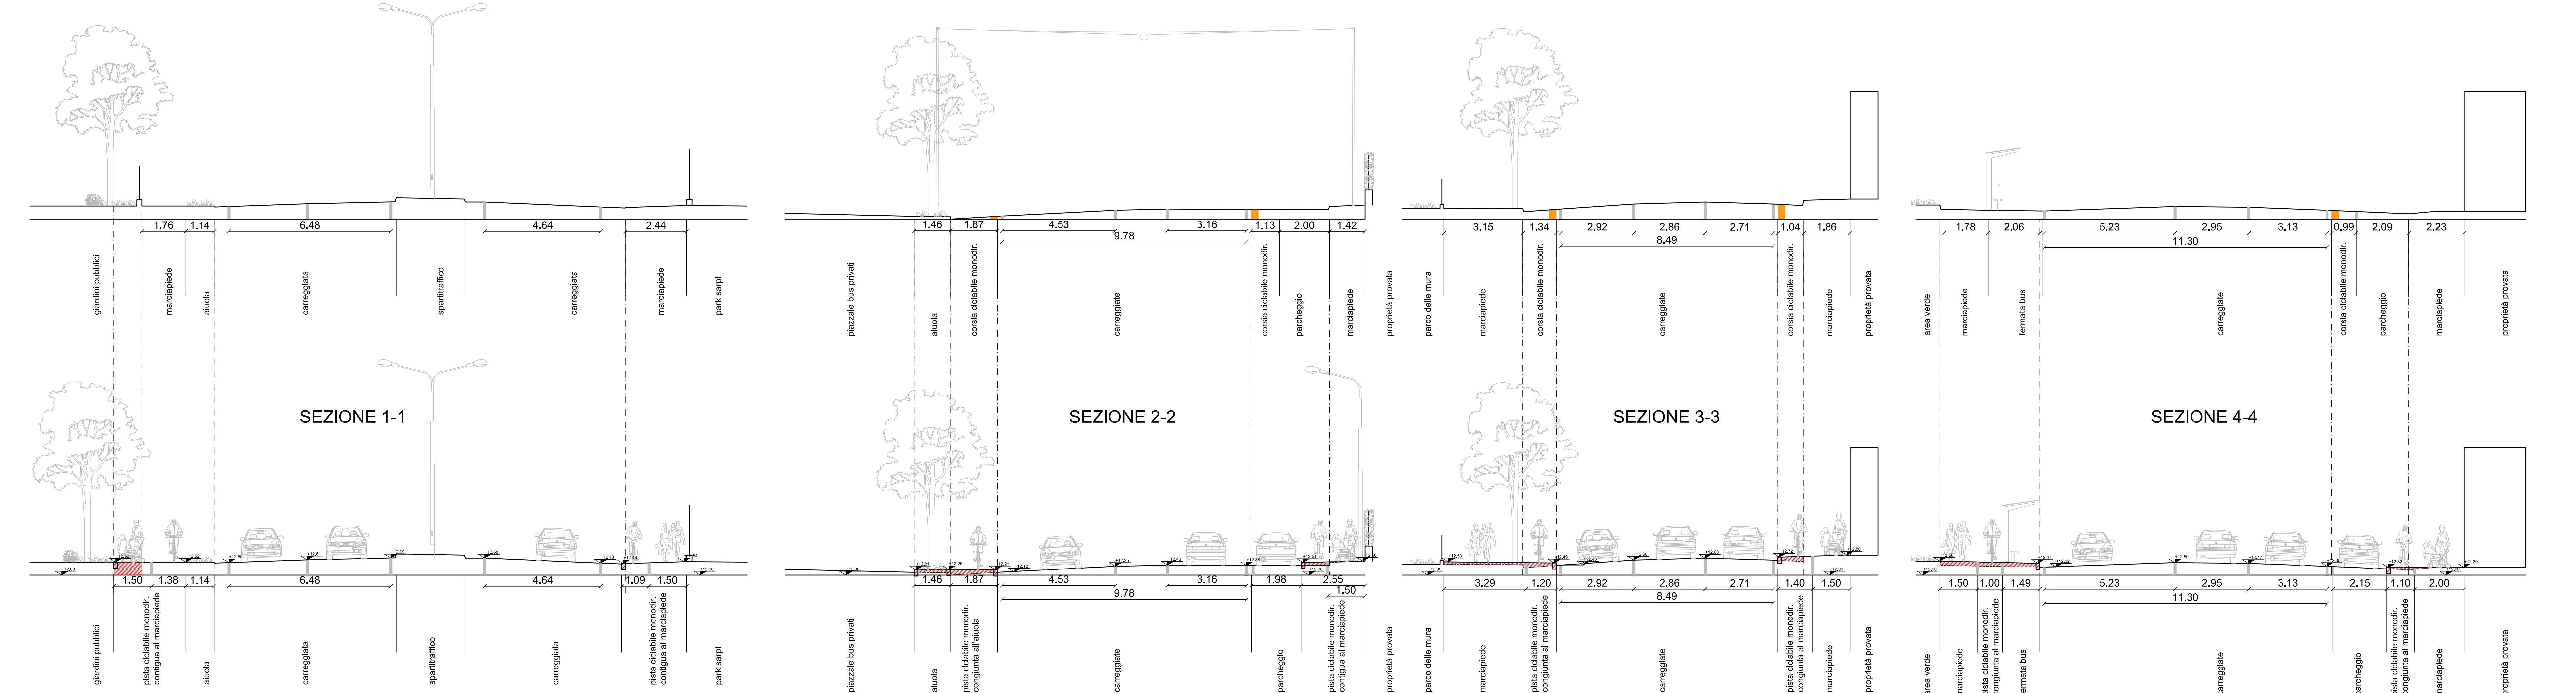 1.76 1.14 6.48 4.64 2.44
giardini pubblici
marciapiede
aiuola
carreggiata
spartitraffico
carreggiata
marciapiede
park sarpi
1.46 1.87 4.53 3.16 1.13 2.00 1.42
9.78
piazzale bus privati
aiuola
corsia ciclabile monodir.
carreggiate
corsia ciclabile monodir.
parcheggio
marciapiede
proprietà provata
3.15 1.34 2.92 2.86 2.71 1.04 1.86
8.49
parco delle mura
marciapiede
corsia ciclabile monodir.
carreggiate
corsia ciclabile monodir.
marciapiede
proprietà provata
1.78 2.06 5.23 2.95 3.13 0.99 2.09 2.23
11.30
area verde
marciapiede
fermata bus
carreggiate
corsia ciclabile monodir.
parcheggio
marciapiede
proprietà provata
SEZIONE 1-1
SEZIONE 2-2
SEZIONE 3-3
SEZIONE 4-4
1.50 1.38 1.14 6.48 4.64 1.09 1.50
giardini pubblici
pista ciclabile monodir.
contigua al marciapiede
aiuola
carreggiata
spartitraffico
carreggiata
pista ciclabile monodir.
contigua al marciapiede
park sarpi
1.46 1.87 4.53 3.16 1.98 2.55
9.78
1.50
piazzale bus privati
aiuola
pista ciclabile monodir.
congiunta all'aiuola
carreggiate
parcheggio
pista ciclabile monodir.
contigua al marciapiede
proprietà provata
3.29 1.20 2.92 2.86 2.71 1.40 1.50
8.49
parco delle mura
marciapiede
pista ciclabile monodir.
congiunta al marciapiede
carreggiate
pista ciclabile monodir.
congiunta al marciapiede
marciapiede
proprietà provata
1.50 1.00 1.49 5.23 2.95 3.13 2.15 1.10 2.00
11.30
area verde
marciapiede
pista ciclabile monodir.
congiunta al marciapiede
fermata bus
carreggiate
parcheggio
pista ciclabile monodir.
congiunta al marciapiede
marciapiede
proprietà provata